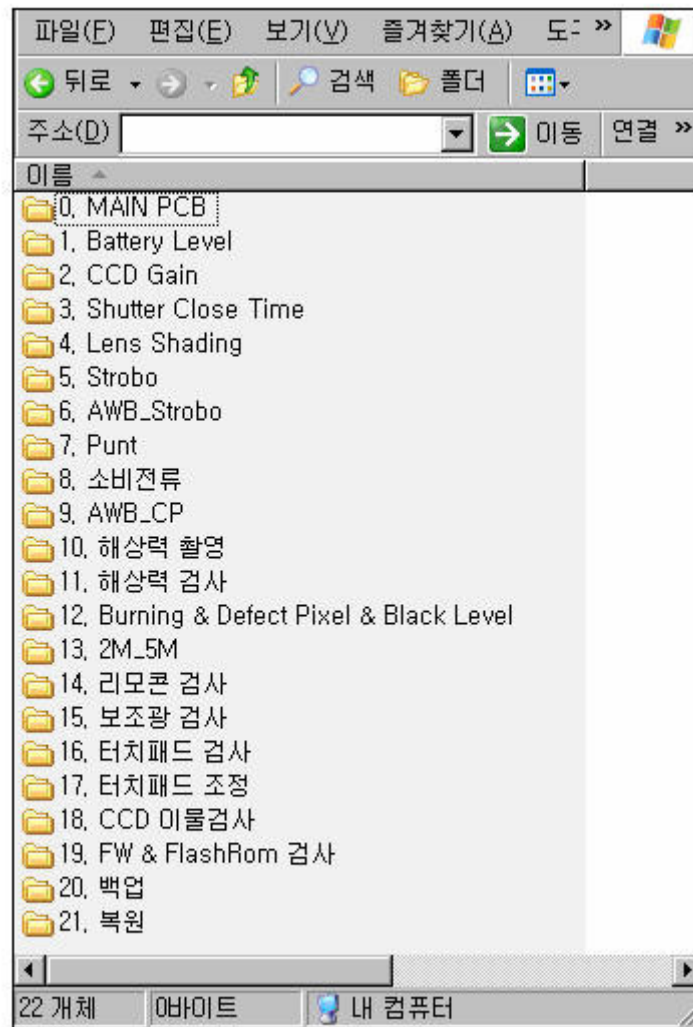 파일(F) 편집(E) 보기(V) 즐겨찾기(A) »
뒤로 검색 폴더
주소(D) 이동 연결 »
이름
0. MAIN PCB
1. Battery Level
2. CCD Gain
3. Shutter Close Time
4. Lens Shading
5. Strobo
6. AWB_Strobo
7. Punt
8. 소비전류
9. AWB_CP
10. 해상력 촬영
11. 해상력 검사
12. Burning & Defect Pixel & Black Level
13. 2M_5M
14. 리모콘 검사
15. 보조광 검사
16. 터치패드 검사
17. 터치패드 조정
18. CCD 이물검사
19. FW & FlashRom 검사
20. 백업
21. 복원
22 개체 0바이트 내 컴퓨터